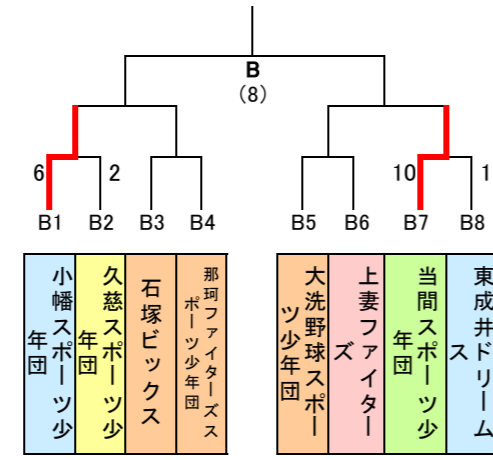 B
(8)
6
2
10
1
B1
B2
B3
B4
B5
B6
B7
B8
小幡スポーツ少
年団
久慈スポーツ少
年団
石塚ビックス
那珂ファイターズス
ポーツ少年団
大洗野球スポー
ツ少年団
上妻ファイター
ズ
当間スポーツ少
年団
東成井ドリーム
ス